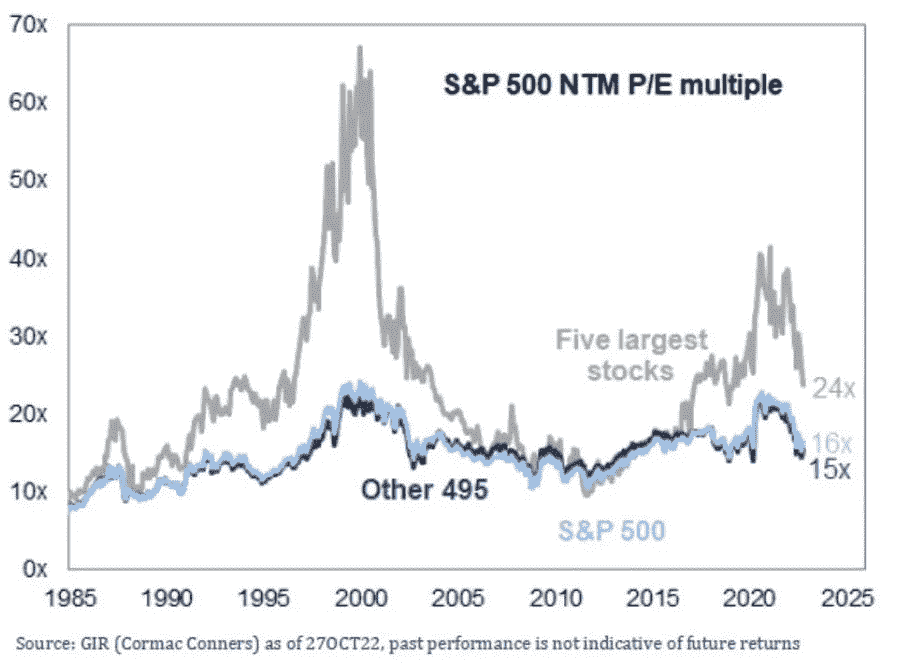 70x
S&P 500 NTM P/E multiple
60x
50x
40x
30x
Five largest
stocks
24x
20x
16x
15x
Other 495
10x
S&P 500
0x
1985 1990 1995 2000 2005 2010 2015 2020 2025
Source: GIR (Cormac Conners) as of 27OCT22, past performance is not indicative of future returns